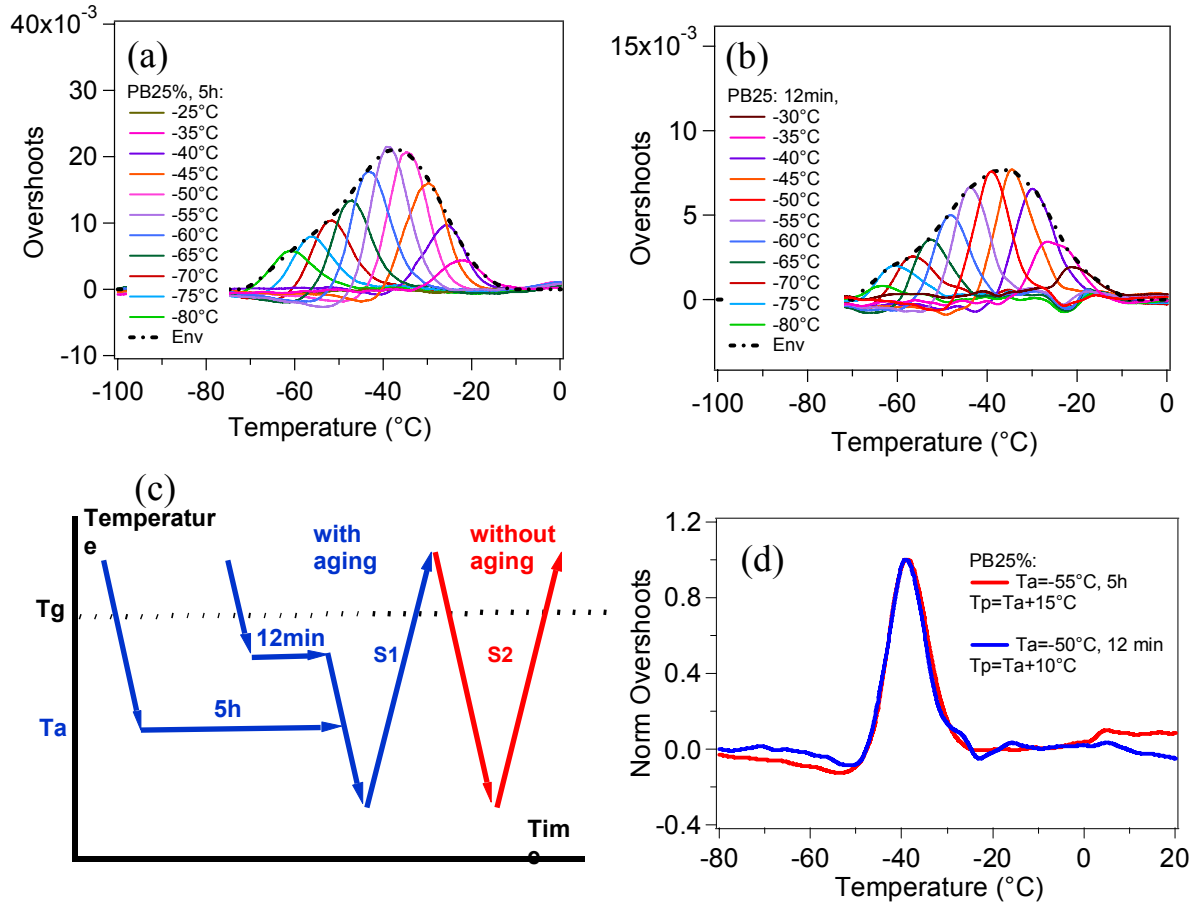 (a)
40x10-3
30
20
10
0
-10
Overshoots
PB25%, 5h:
-25°C
-35°C
-40°C
-45°C
-50°C
-55°C
-60°C
-65°C
-70°C
-75°C
-80°C
Env
-100
-80
-60
-40
-20
0
Temperature (°C)
(b)
15x10-3
10
5
0
Overshoots
PB25: 12min,
-30°C
-35°C
-40°C
-45°C
-50°C
-55°C
-60°C
-65°C
-70°C
-75°C
-80°C
Env
-100
-80
-60
-40
-20
0
Temperature (°C)
(c)
Temperatur
e
with
aging
without
aging
Tg
12min
S1
S2
5h
Ta
Tim
e
(d)
1.2
0.8
0.4
0.0
-0.4
Norm Overshoots
PB25%:
Ta=-55°C, 5h
Tp=Ta+15°C
Ta=-50°C, 12 min
Tp=Ta+10°C
-80
-60
-40
-20
0
20
Temperature (°C)